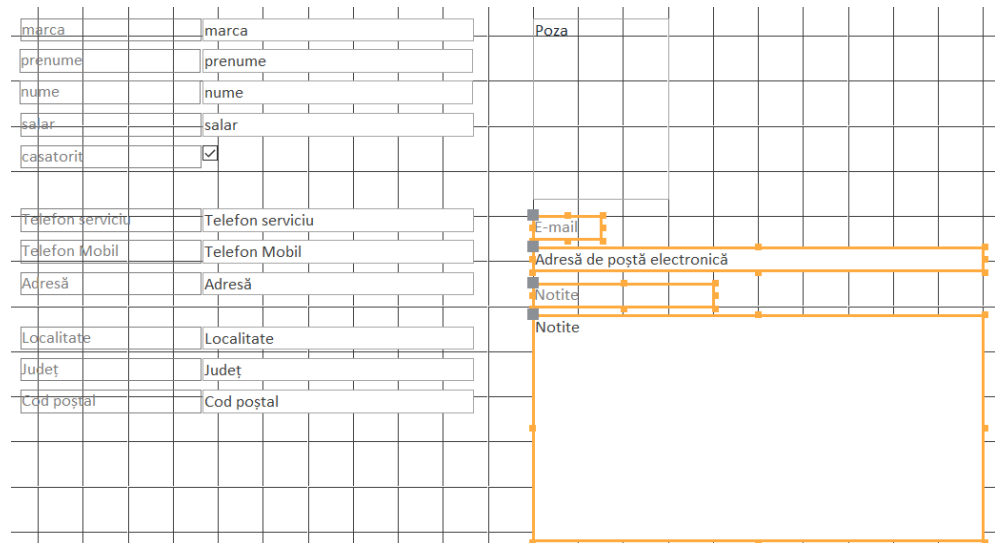 marca marca
prenume prenume
nume nume
salar salar
casatorit
Telefon serviciu Telefon serviciu
Telefon Mobil Telefon Mobil
Adresă Adresă
Localitate Localitate
Județ Județ
Cod poștal Cod poștal
Poza
E-mail
Adresă de poștă electronică
Notite
Notite